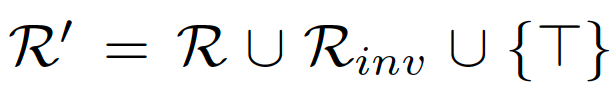 ℛ′ = ℛ ∪ ℛ_{inv} ∪ {⊤}